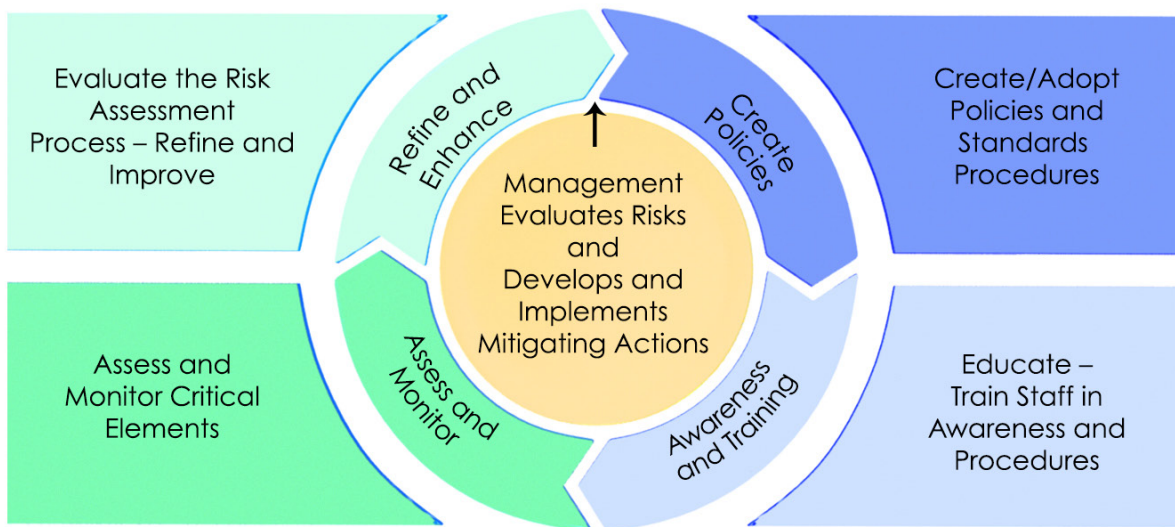 Evaluate the Risk
Assessment
Process – Refine and
Improve
Refine and
Enhance
Create
Policies
Create/Adopt
Policies and
Standards
Procedures
Management
Evaluates Risks
and
Develops and
Implements
Mitigating Actions
Assess and
Monitor Critical
Elements
Assess and
Monitor
Awareness
and Training
Educate –
Train Staff in
Awareness and
Procedures